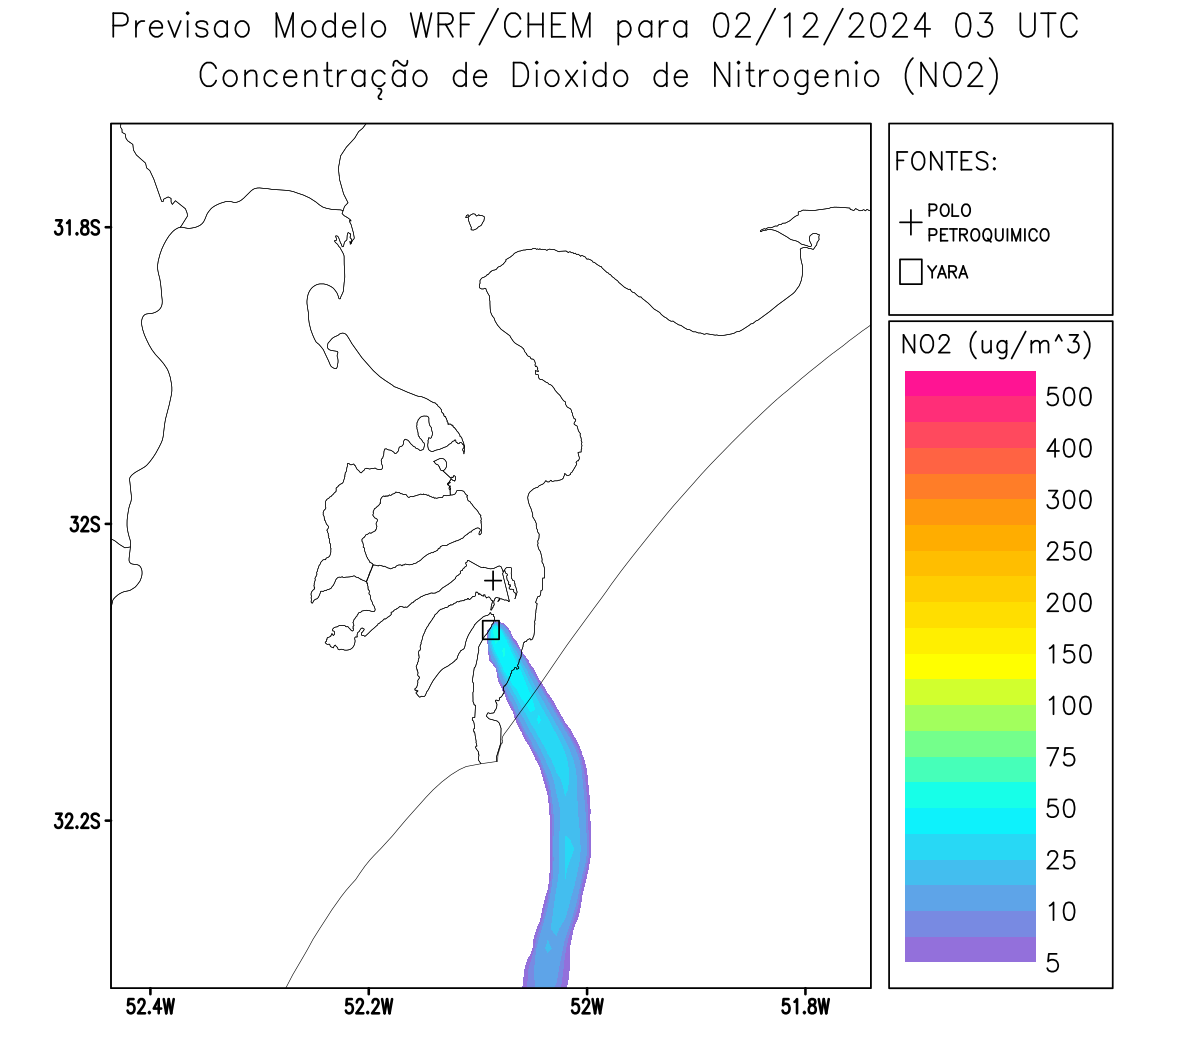 Previsao Modelo WRF/CHEM para 02/12/2024 03 UTC
Concentração de Dioxido de Nitrogenio (NO2)
FONTES:
POLO
PETROQUIMICO
YARA
NO2 (ug/m^3)
500
400
300
250
200
150
100
75
50
25
10
5
31.8S
32S
32.2S
52.4W
52.2W
52W
51.8W